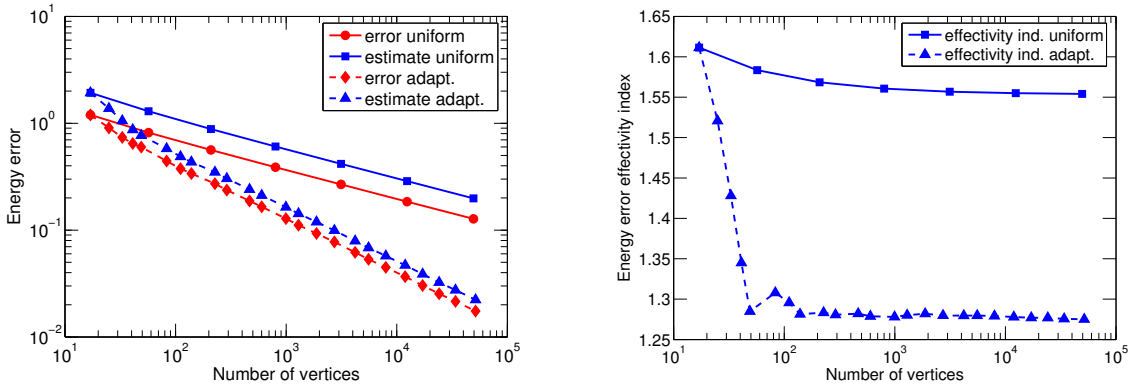 10^1
10^0
10^-1
10^-2
10^1
10^2
10^3
10^4
10^5
Energy error
Number of vertices
error uniform
estimate uniform
error adapt.
estimate adapt.
1.65
1.6
1.55
1.5
1.45
1.4
1.35
1.3
1.25
10^1
10^2
10^3
10^4
10^5
Energy error effectivity index
Number of vertices
effectivity ind. uniform
effectivity ind. adapt.